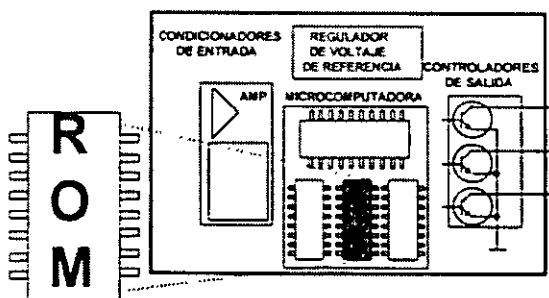 CONDICIONADORES
DE ENTRADA
REGULADOR
DE VOLTAJE
DE REFERENCIA
CONTROLADORES
DE SALIDA
AMP
MICROCOMPUTADORA
R
O
M